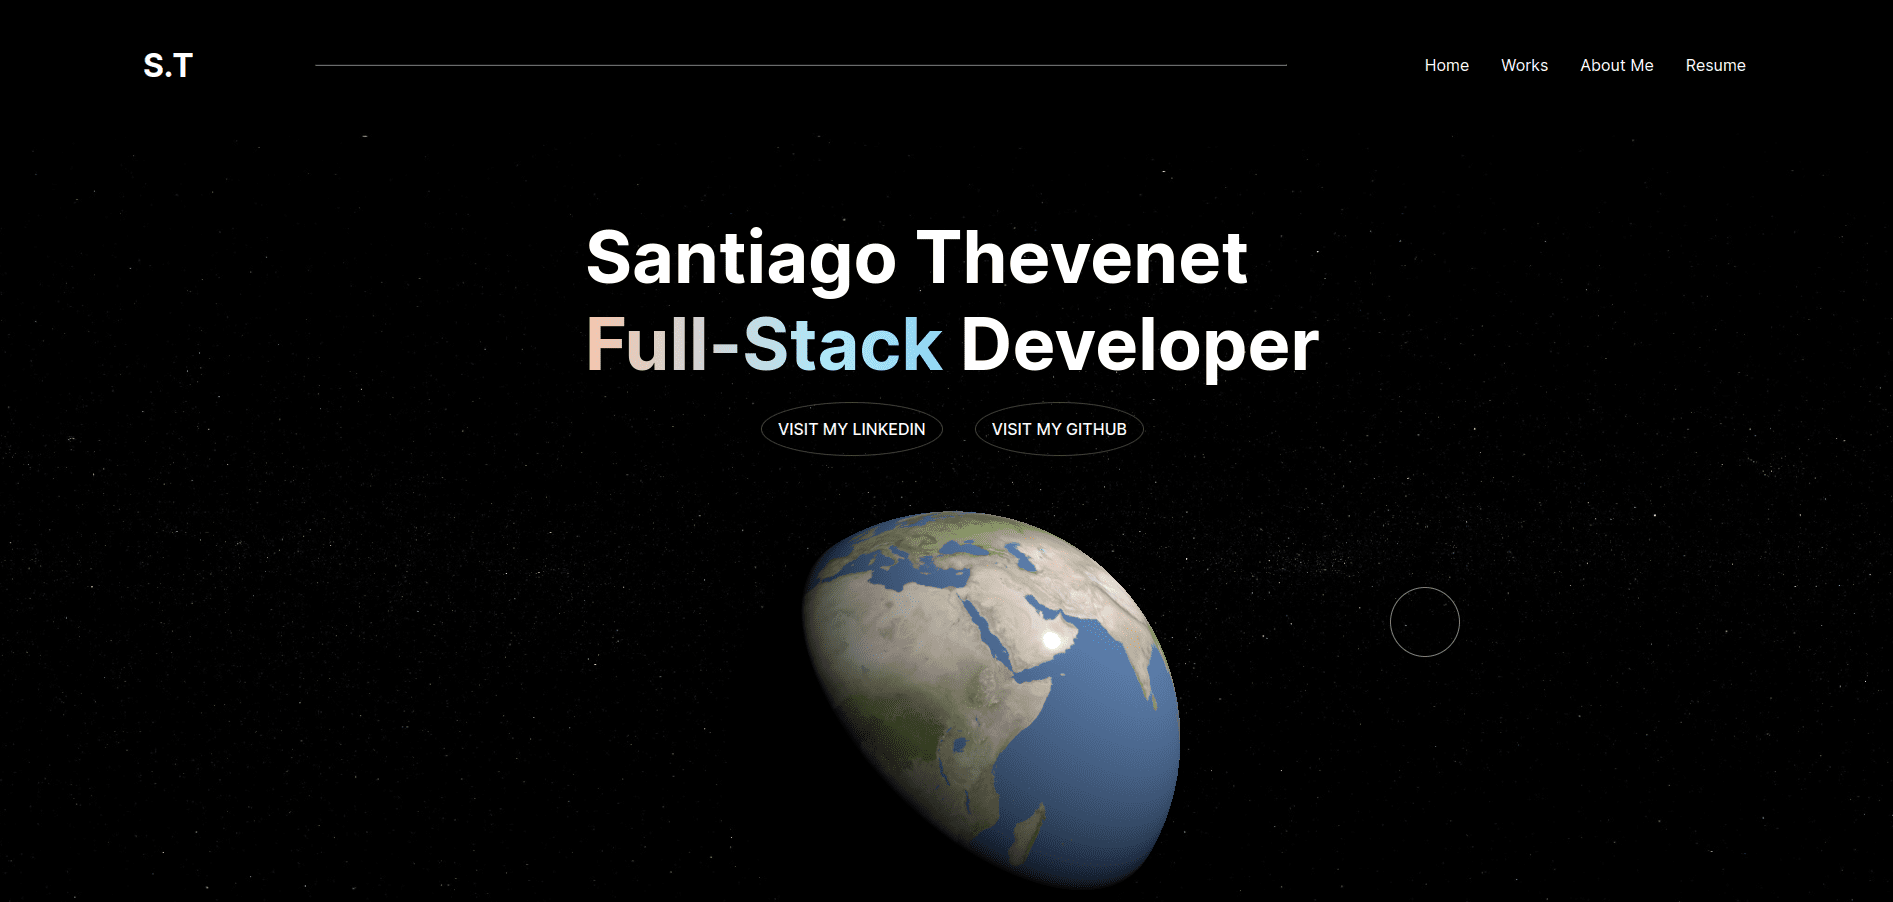 S.T
Home Works About Me Resume
Santiago Thevenet
Full-Stack Developer
VISIT MY LINKEDIN VISIT MY GITHUB